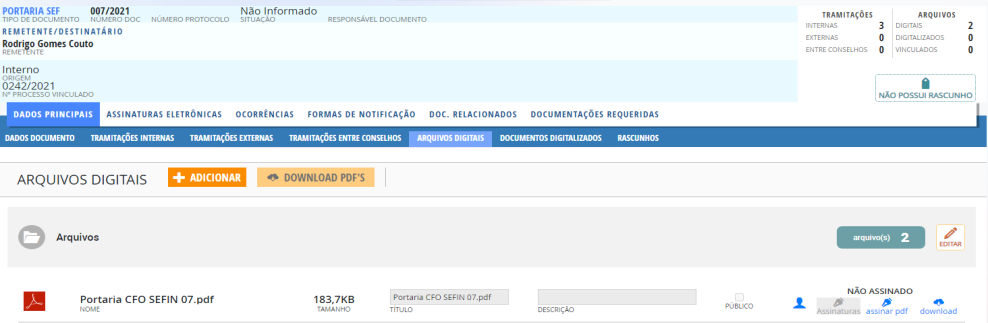 PORTARIA SEF 007/2021 Não Informado
TIPO DE DOCUMENTO NÚMERO DOC NÚMERO PROTOCOLO SITUAÇÃO RESPONSÁVEL DOCUMENTO
REMETENTE/DESTINATÁRIO
Rodrigo Gomes Couto
REMETENTE
Interno
ORIGEM
0242/2021
Nº PROCESSO VINCULADO
TRAMITAÇÕES ARQUIVOS
INTERNAS 3 DIGITAIS 2
EXTERNAS 0 DIGITALIZADOS 0
ENTRE CONSELHOS 0 VINCULADOS 0
NÃO POSSUI RASCUNHO
DADOS PRINCIPAIS ASSINATURAS ELETRÔNICAS OCORRÊNCIAS FORMAS DE NOTIFICAÇÃO DOC. RELACIONADOS DOCUMENTAÇÕES REQUERIDAS
DADOS DOCUMENTO TRAMITAÇÕES INTERNAS TRAMITAÇÕES EXTERNAS TRAMITAÇÕES ENTRE CONSELHOS ARQUIVOS DIGITAIS DOCUMENTOS DIGITALIZADOS RASCUNHOS
ARQUIVOS DIGITAIS ADICIONAR DOWNLOAD PDF'S
Arquivos arquivo(s) 2 EDITAR
NÃO ASSINADO
Portaria CFO SEFIN 07.pdf 183,7KB Portaria CFO SEFIN 07.pdf
NOME TAMANHO TÍTULO DESCRIÇÃO PÚBLICO Assinaturas assinar pdf download